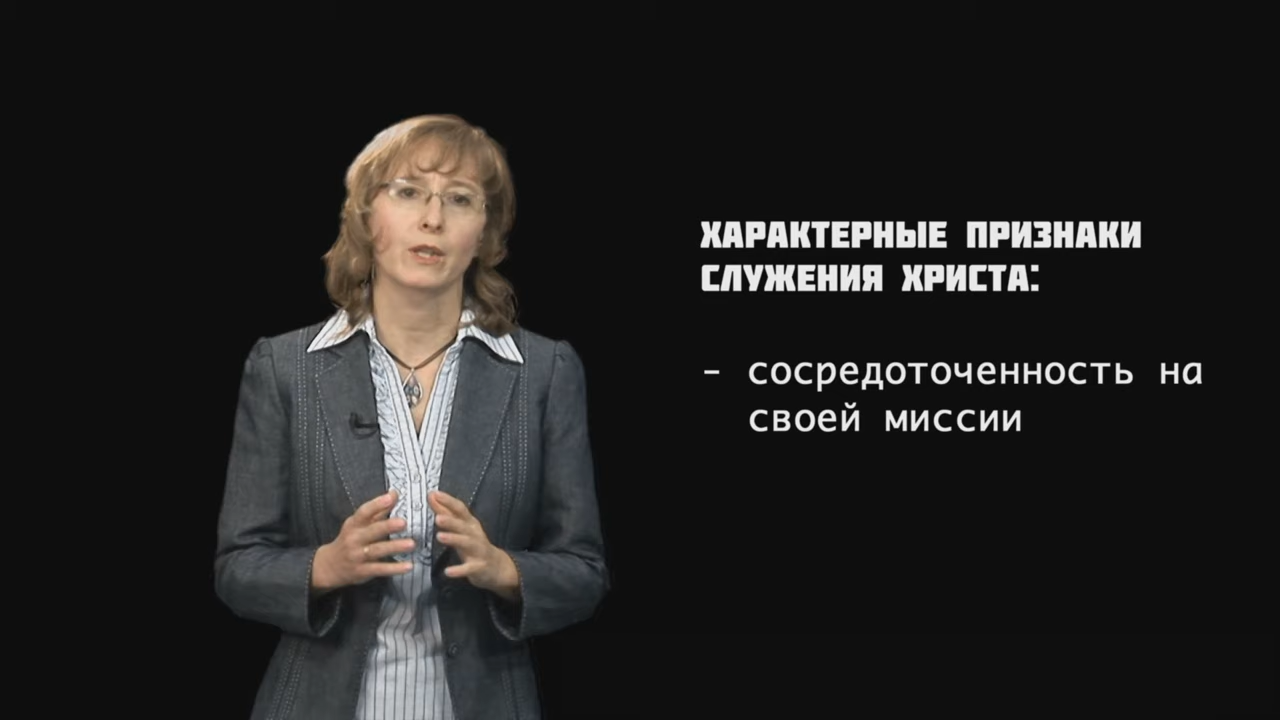 ХАРАКТЕРНЫЕ ПРИЗНАКИ
СЛУЖЕНИЯ ХРИСТА:
- сосредоточенность на
своей миссии